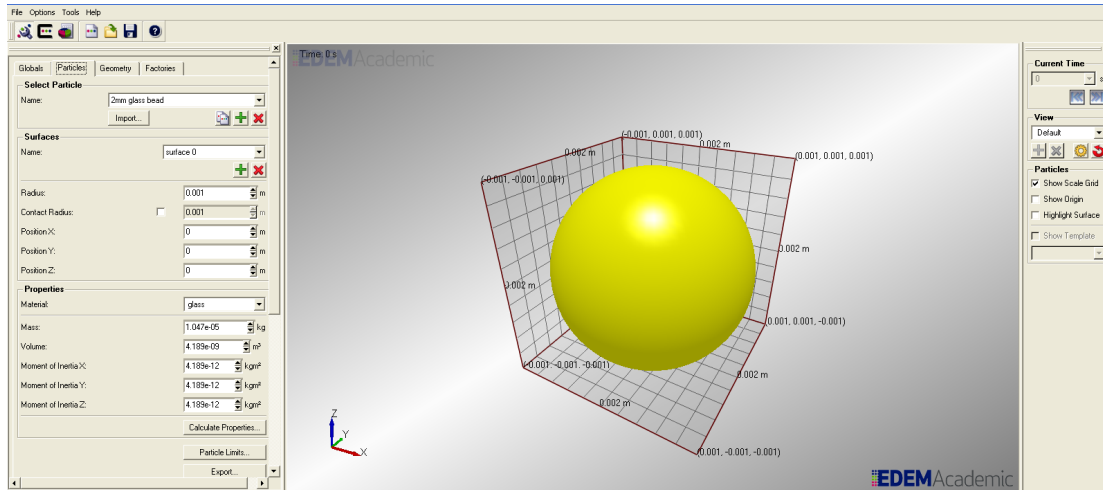 File Options Tools Help
Globals Particles Geometry Factories
Select Particle
Name: 2mm glass bead
Import...
Surfaces
Name: surface 0
Radius: 0.001 m
Contact Radius: 0.001 m
Position X: 0 m
Position Y: 0 m
Position Z: 0 m
Properties
Material: glass
Mass: 1.047e-05 kg
Volume: 4.189e-09 m³
Moment of Inertia X: 4.189e-12 kgm²
Moment of Inertia Y: 4.189e-12 kgm²
Moment of Inertia Z: 4.189e-12 kgm²
Calculate Properties...
Particle Limits...
Export...
Time: 0 s
EDEMAcademic
(-0.001, 0.001, 0.001)
0.002 m
0.002 m
(0.001, 0.001, 0.001)
(-0.001, -0.001, 0.001)
0.002 m
0.002 m
(0.001, 0.001, -0.001)
(-0.001, -0.001, -0.001)
0.002 m
0.002 m
(0.001, -0.001, -0.001)
Z
Y
X
EDEMAcademic
Current Time
0 s
View
Default
Particles
Show Scale Grid
Show Origin
Highlight Surface
Show Template